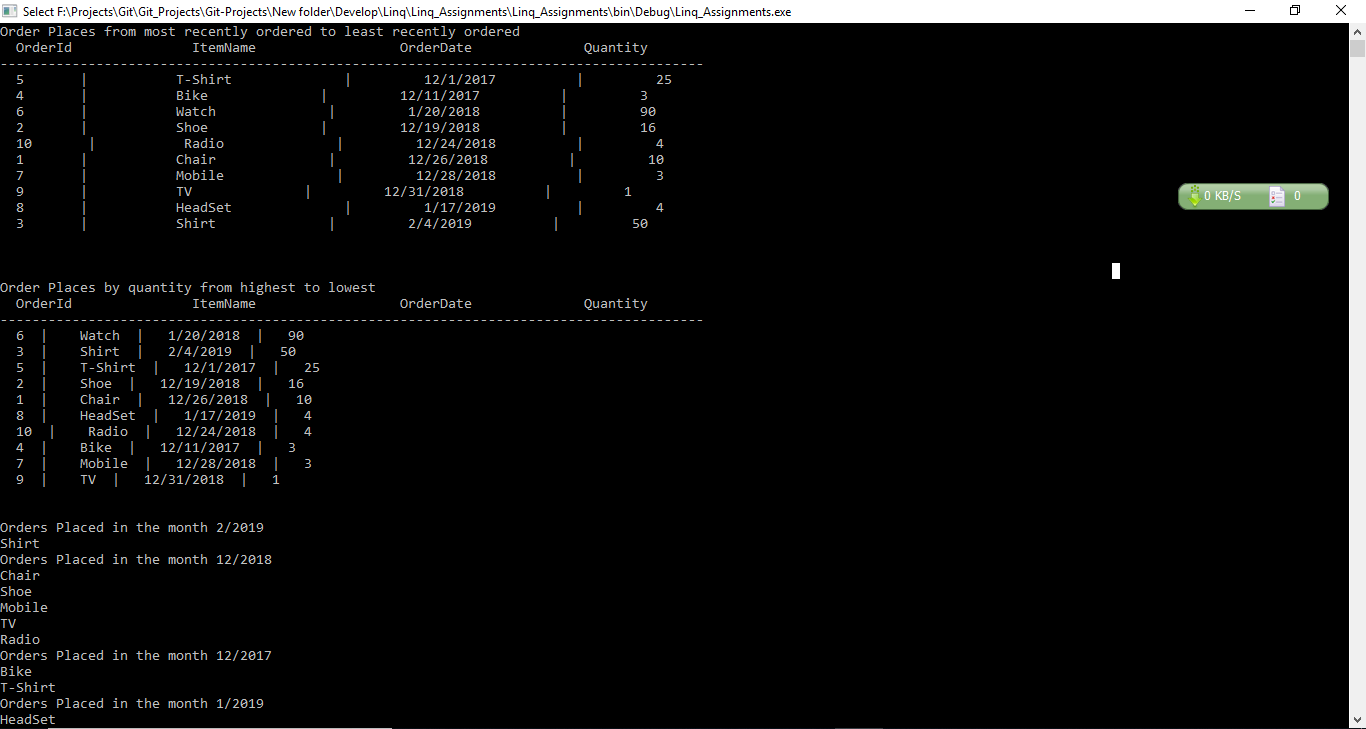 Select F:\Projects\Git\Git_Projects\Git-Projects\New folder\Develop\Linq\Linq_Assignments\Linq_Assignments\bin\Debug\Linq_Assignments.exe
Order Places from most recently ordered to least recently ordered
OrderId ItemName OrderDate Quantity
----------------------------------------------------------------------------------------
5 | T-Shirt | 12/1/2017 | 25
4 | Bike | 12/11/2017 | 3
6 | Watch | 1/20/2018 | 90
2 | Shoe | 12/19/2018 | 16
10 | Radio | 12/24/2018 | 4
1 | Chair | 12/26/2018 | 10
7 | Mobile | 12/28/2018 | 3
9 | TV | 12/31/2018 | 1
0 KB/S 0
8 | HeadSet | 1/17/2019 | 4
3 | Shirt | 2/4/2019 | 50
Order Places by quantity from highest to lowest
OrderId ItemName OrderDate Quantity
----------------------------------------------------------------------------------------
6 | Watch | 1/20/2018 | 90
3 | Shirt | 2/4/2019 | 50
5 | T-Shirt | 12/1/2017 | 25
2 | Shoe | 12/19/2018 | 16
1 | Chair | 12/26/2018 | 10
8 | HeadSet | 1/17/2019 | 4
10 | Radio | 12/24/2018 | 4
4 | Bike | 12/11/2017 | 3
7 | Mobile | 12/28/2018 | 3
9 | TV | 12/31/2018 | 1
Orders Placed in the month 2/2019
Shirt
Orders Placed in the month 12/2018
Chair
Shoe
Mobile
TV
Radio
Orders Placed in the month 12/2017
Bike
T-Shirt
Orders Placed in the month 1/2019
HeadSet